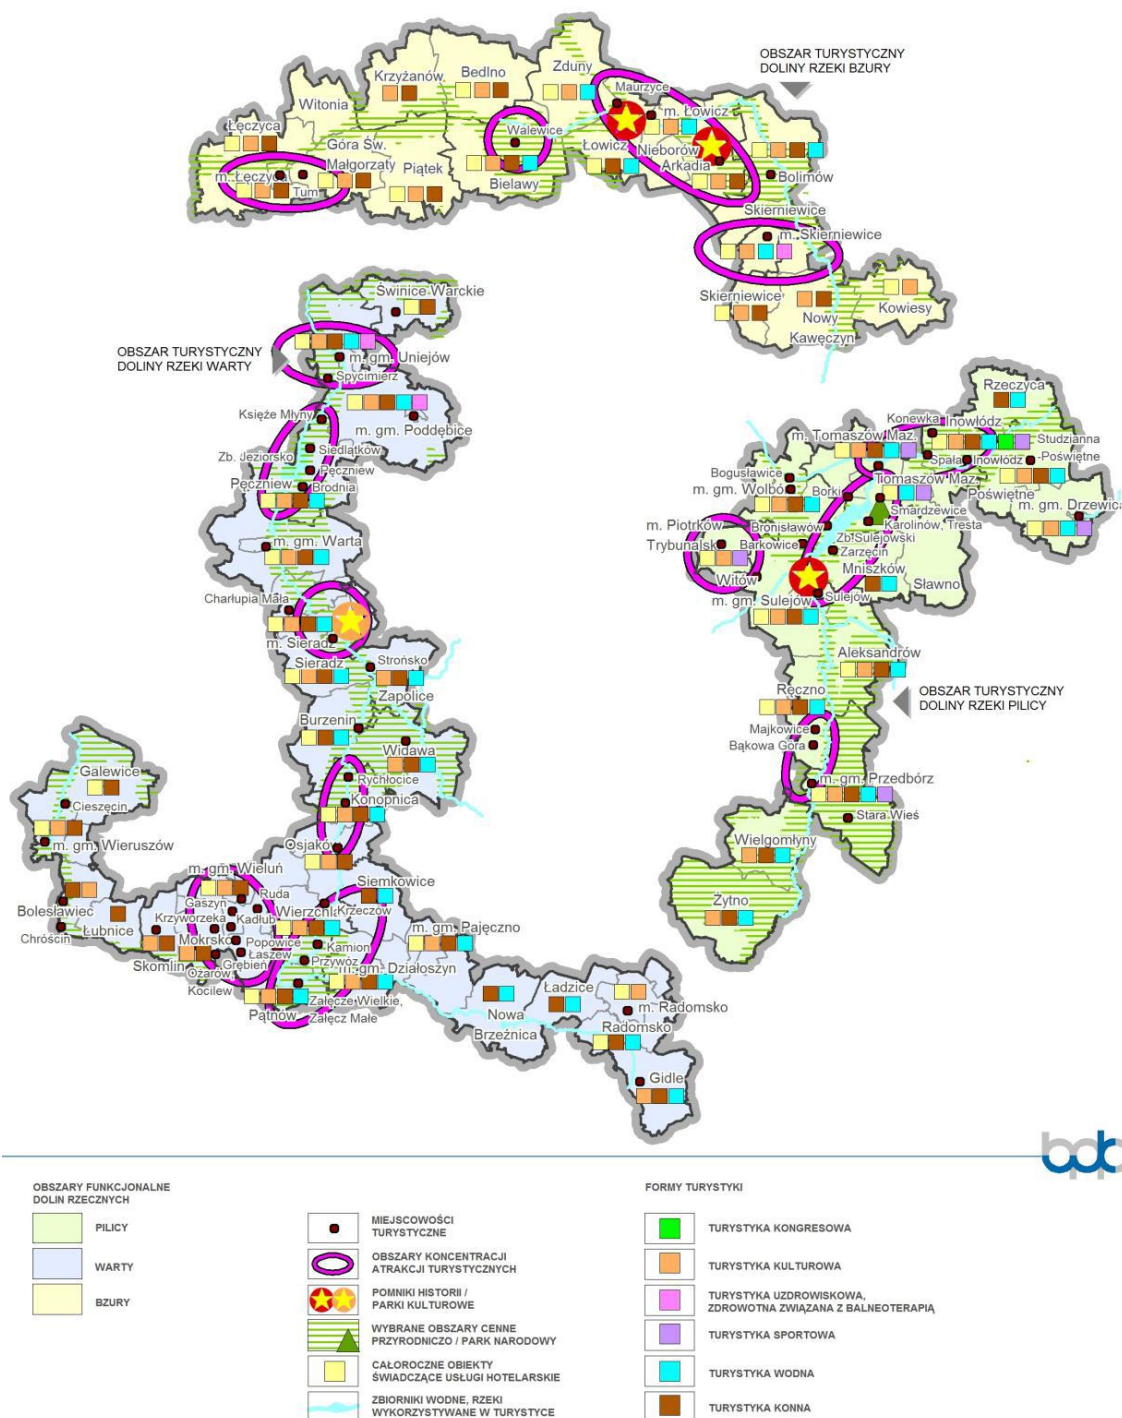 OBSZAR TURYSTYCZNY
DOLINY RZEKI BZURY
Krzyżanów
Bedlno
Zduny
Witonia
Maurzyce
m. Łowicz
Łęczyca
Walewice
Góra Św.
Małgorzaty
Łowicz
Nieborów
Arkadia
m. Łęczyca
Tum
Piątek
Bielawy
Bolimów
Skierniewice
m. Skierniewice
Skierniewice
Nowy
Kawęczyn
Kowiesy
Świnice Warckie
OBSZAR TURYSTYCZNY
DOLINY RZEKI WARTY
m. gm. Uniejów
Spycimierz
Księże Młyny
m. gm. Poddębice
Zb. Jeziorsko
Siedlątków
Pęczniew
Pęczniew
Brodnia
m. gm. Warta
Charłupia Mała
m. Sieradz
Sieradz
Strońsko
Zapolice
Burzenin
Widawa
Rychłocice
Konopnica
Osjaków
Rzeczyca
Konewka
Inowłódz
m. Tomaszów Maz.
Studzianna
-Poświętne
Spała
Inowłódz
Bogusławice
Tomaszów Maz.
Poświętne
m. gm. Wolbó
Borki
Smardzewice
m. gm. Drzewica
m. Piotrków
Trybunalsk
Bronisławów
Karolinów, Tresta
Barkowice
Zb. Sulejowski
Zarzęcin
Witów
Mniszków
Sławno
m. gm. Sulejów
Sulejów
Aleksandrów
OBSZAR TURYSTYCZNY
DOLINY RZEKI PILICY
Ręczno
Majkowice
Bąkowa Góra
m. gm. Przedbórz
Stara Wieś
Wielgomłyny
Żytno
Galewice
Cieszęcin
m. gm. Wieruszów
Bolesławiec
Chróścin
Łubnice
m. gm. Wieluń
Gaszyn
Ruda
Krzyworzeka
Kadłub
Wierzchl
Siemkowice
Krzeczów
Mokrsko
Popowice
Kamion
m. gm. Pajęczno
Skomlin
Łaszew
Grębień
Przywóz
Ożarów,
Kocilew
m. gm. Działoszyn
Pątnów
Załęcze Wielkie,
Załęcz Małe
Nowa
Brzeźnica
Ładzice
m. Radomsko
Radomsko
Gidle
bpp
OBSZARY FUNKCJONALNE
DOLIN RZECZNYCH
PILICY
WARTY
BZURY
MIEJSCOWOŚCI
TURYSTYCZNE
OBSZARY KONCENTRACJI
ATRAKCJI TURYSTYCZNYCH
POMNIKI HISTORII /
PARKI KULTUROWE
WYBRANE OBSZARY CENNE
PRZYRODNICZO / PARK NARODOWY
CAŁOROCZNE OBIEKTY
ŚWIADCZĄCE USŁUGI HOTELARSKIE
ZBIORNIKI WODNE, RZEKI
WYKORZYSTYWANE W TURYSTYCE
FORMY TURYSTYKI
TURYSTYKA KONGRESOWA
TURYSTYKA KULTUROWA
TURYSTYKA UZDROWISKOWA,
ZDROWOTNA ZWIĄZANA Z BALNEOTERAPIĄ
TURYSTYKA SPORTOWA
TURYSTYKA WODNA
TURYSTYKA KONNA